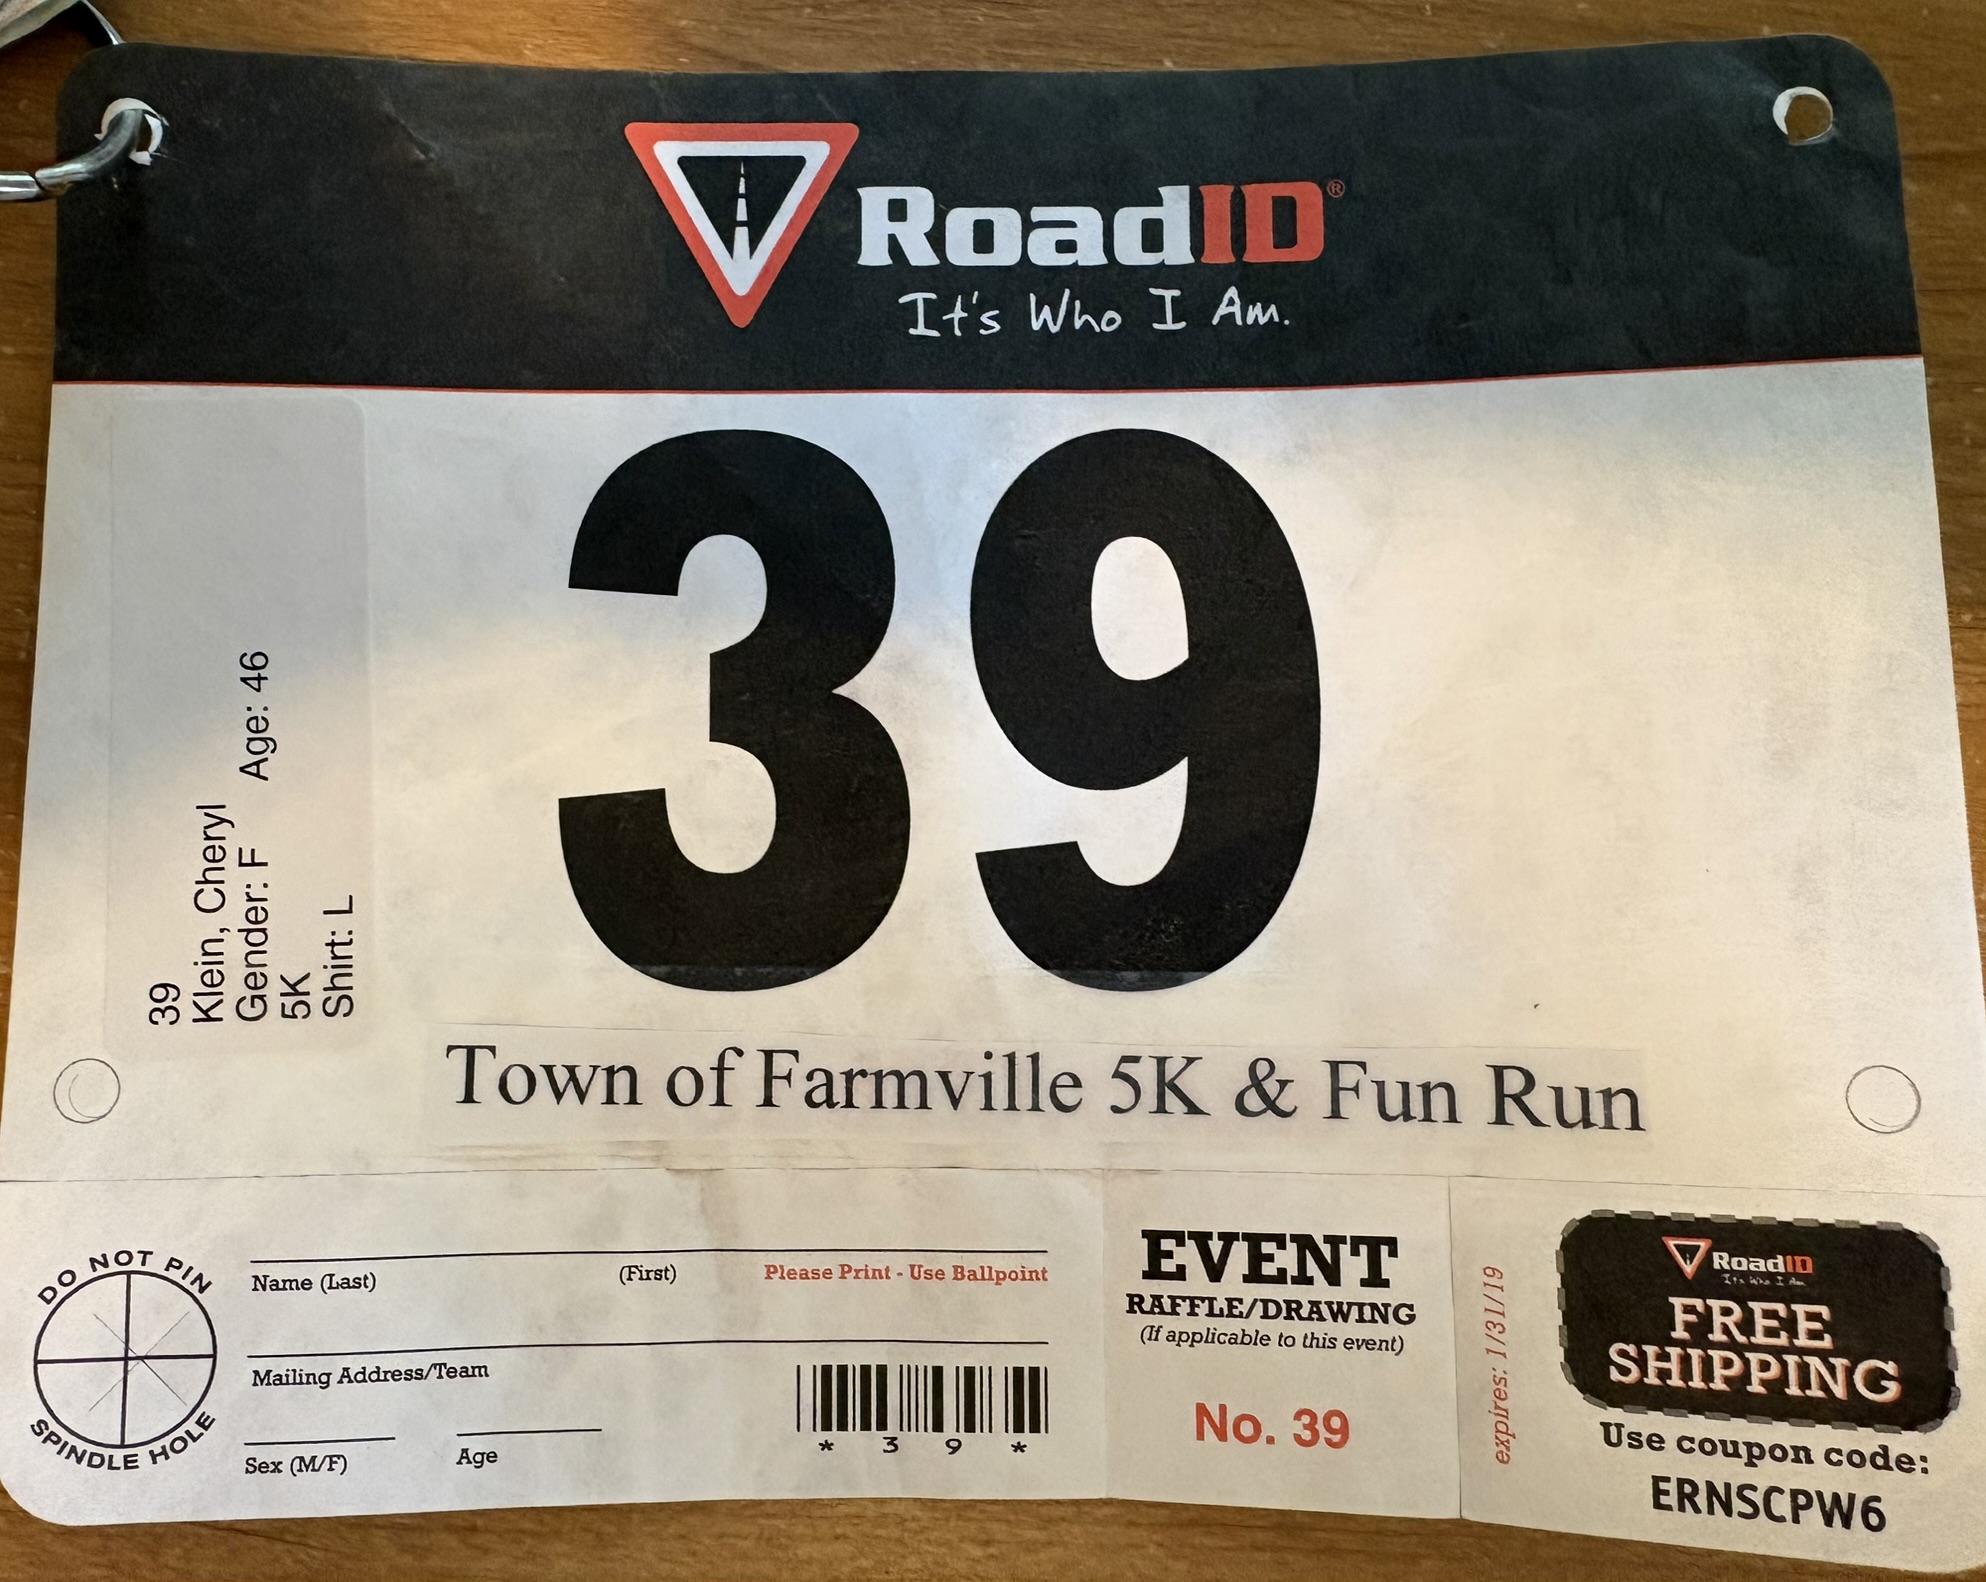 RoadID®
It's Who I Am.
39
39
Klein, Cheryl
Gender: F Age: 46
5K
Shirt: L
Town of Farmville 5K & Fun Run
DO NOT PIN
SPINDLE HOLE
Name (Last) (First) Please Print - Use Ballpoint
Mailing Address/Team
Sex (M/F) Age
* 3 9 *
EVENT
RAFFLE/DRAWING
(If applicable to this event)
No. 39
expires: 1/31/19
RoadID
It's Who I Am
FREE
SHIPPING
Use coupon code:
ERNSCPW6